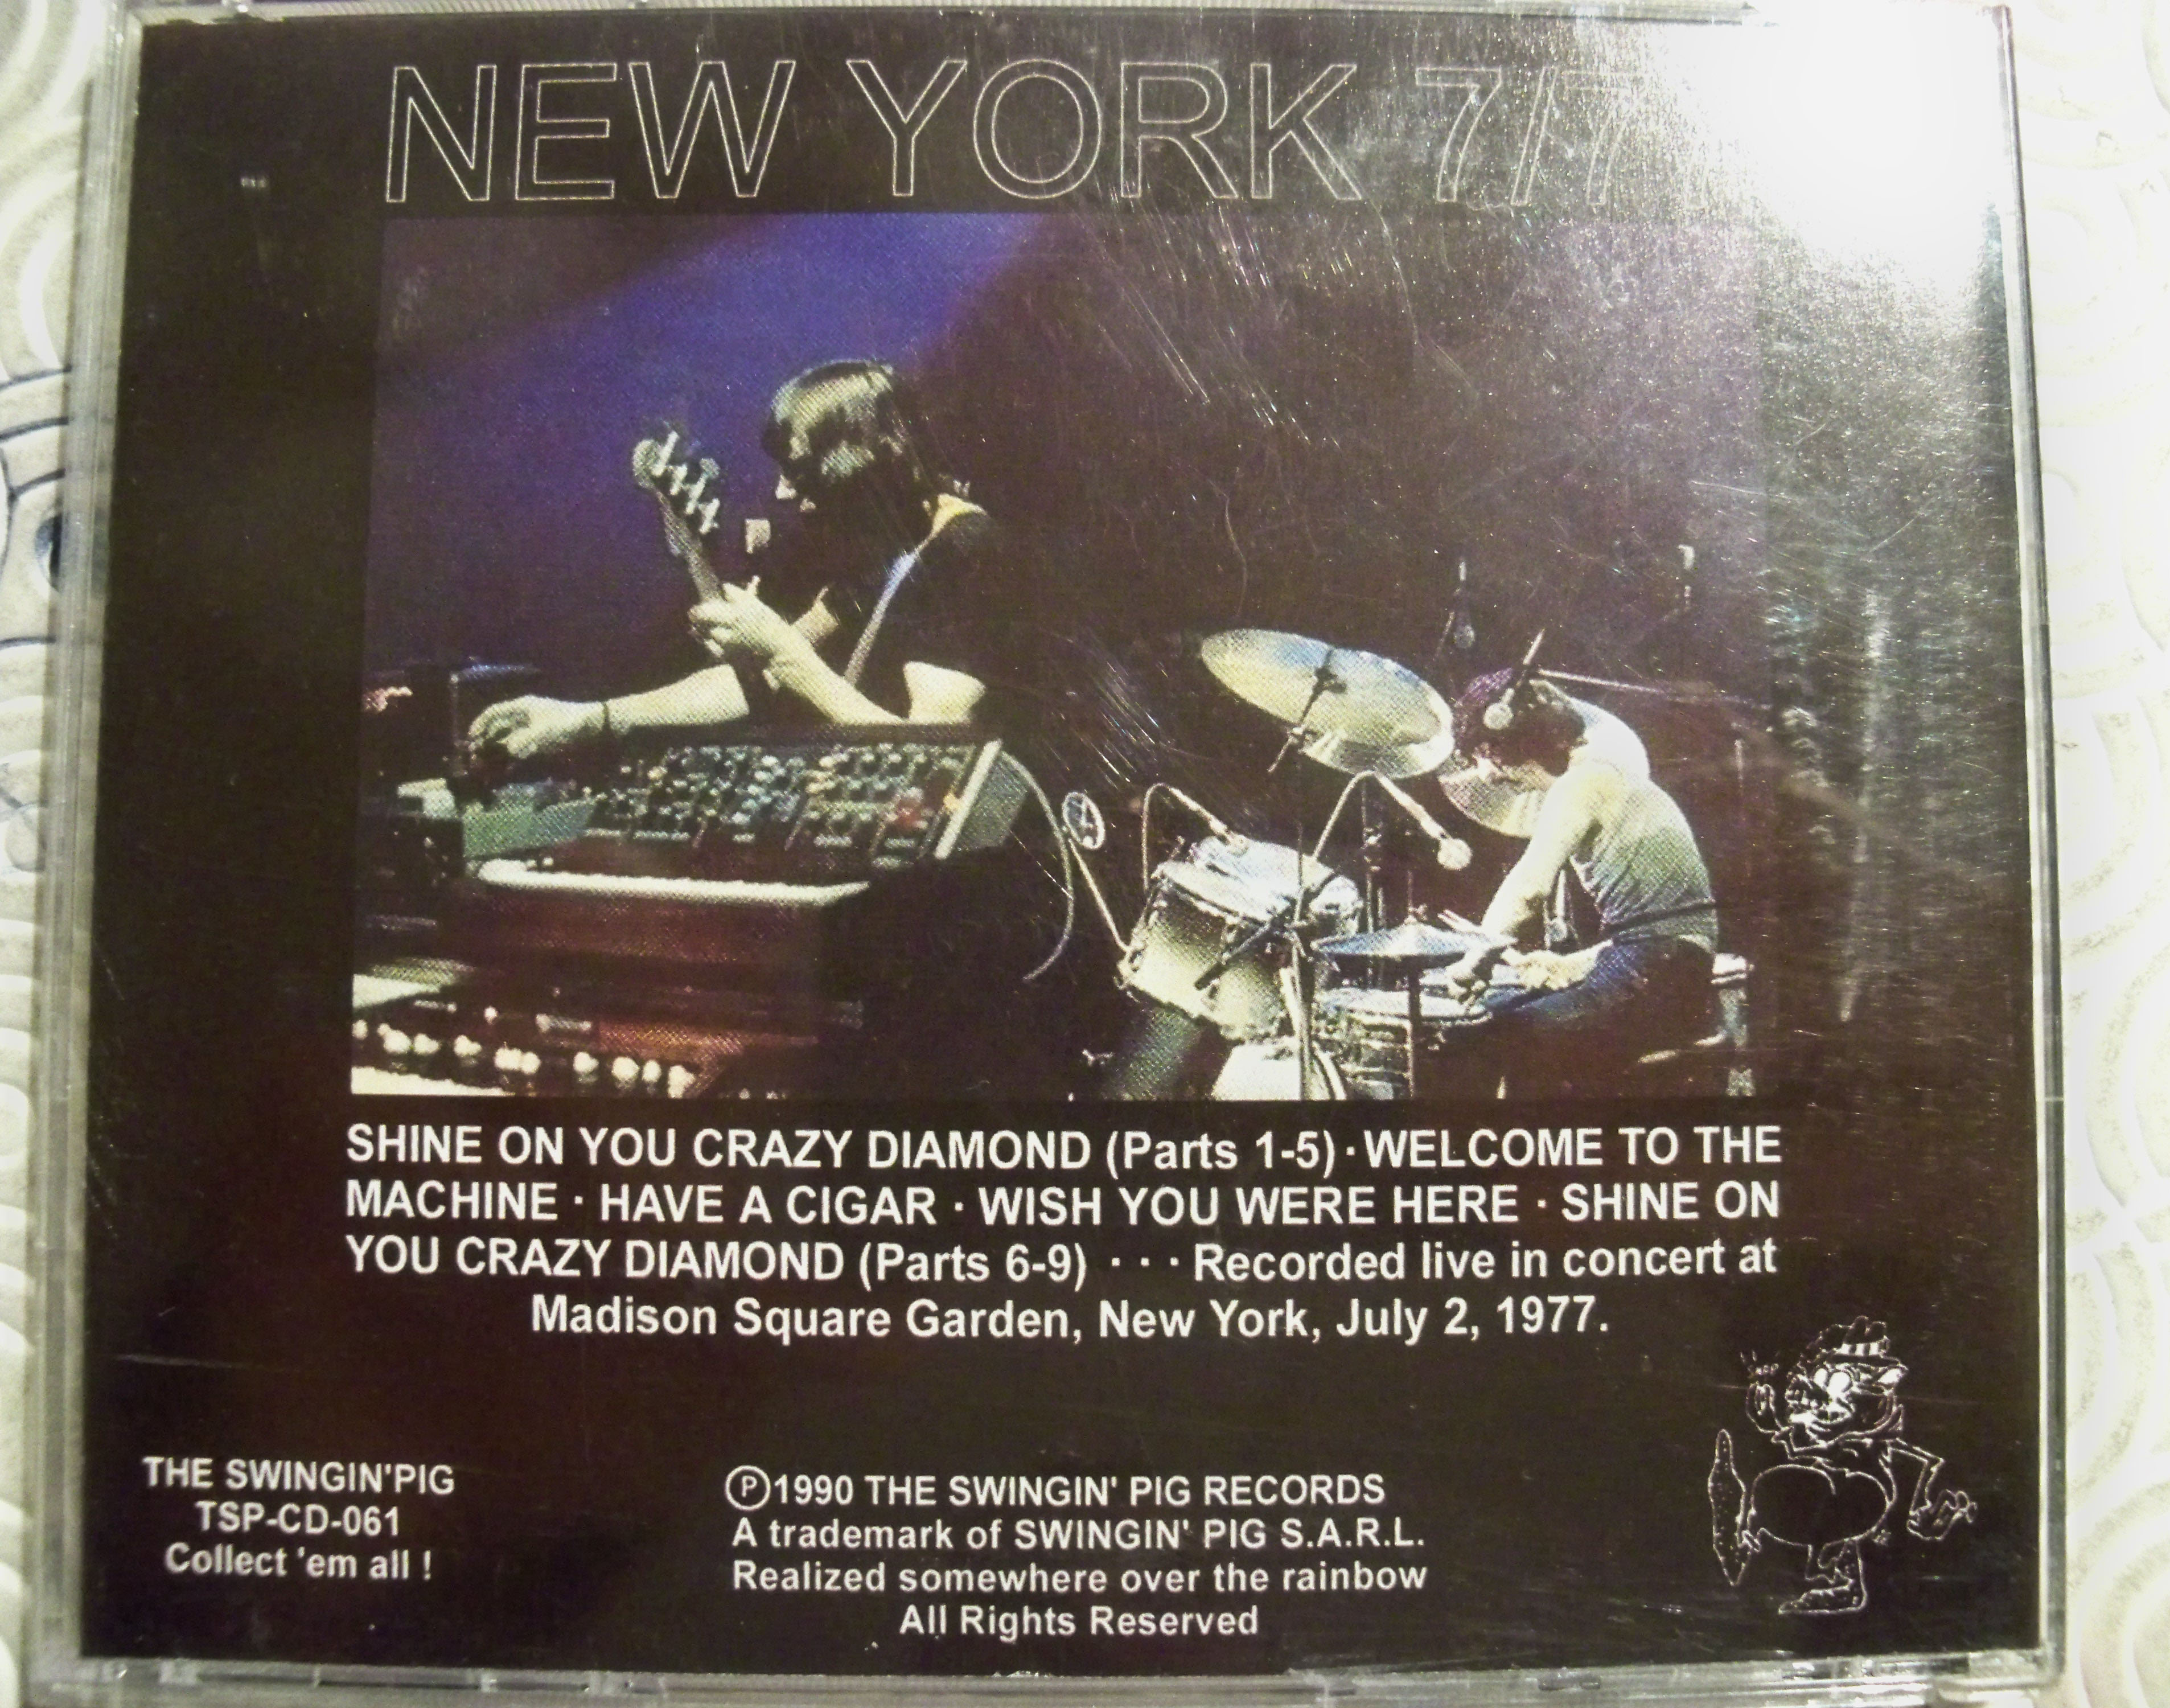 NEW YORK 7/7
SHINE ON YOU CRAZY DIAMOND (Parts 1-5) · WELCOME TO THE
MACHINE · HAVE A CIGAR · WISH YOU WERE HERE · SHINE ON
YOU CRAZY DIAMOND (Parts 6-9) · · · Recorded live in concert at
Madison Square Garden, New York, July 2, 1977.
THE SWINGIN'PIG
TSP-CD-061
Collect 'em all !
Ⓟ1990 THE SWINGIN' PIG RECORDS
A trademark of SWINGIN' PIG S.A.R.L.
Realized somewhere over the rainbow
All Rights Reserved